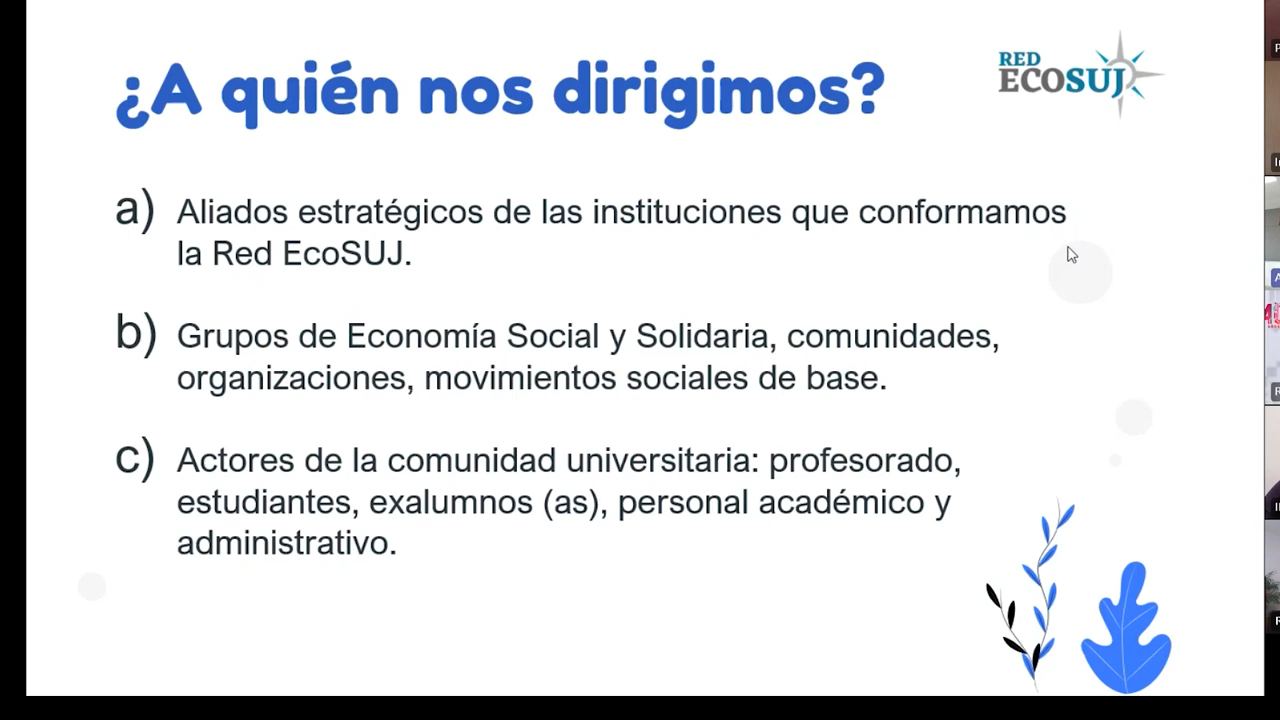 ¿A quién nos dirigimos?
RED
ECOSUJ
a) Aliados estratégicos de las instituciones que conformamos
la Red EcoSUJ.
b) Grupos de Economía Social y Solidaria, comunidades,
organizaciones, movimientos sociales de base.
c) Actores de la comunidad universitaria: profesorado,
estudiantes, exalumnos (as), personal académico y
administrativo.